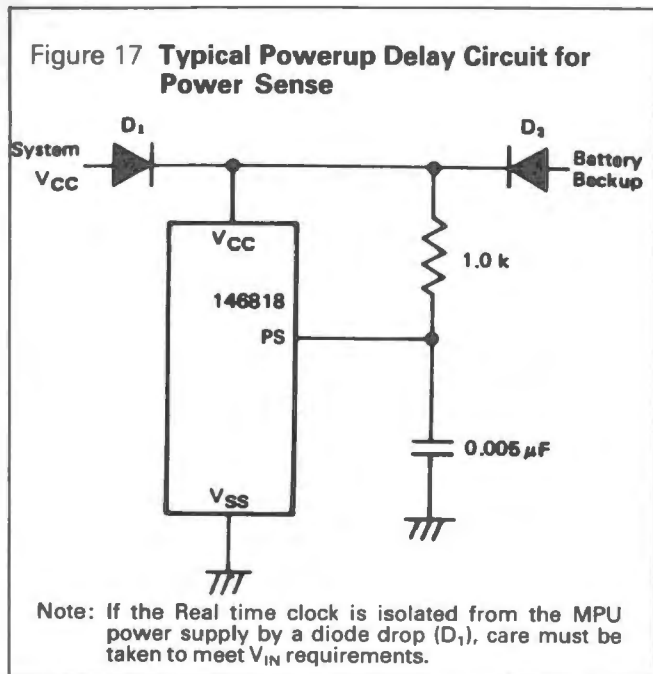 Figure 17 Typical Powerup Delay Circuit for
Power Sense
D₁
D₂
System
VCC
Battery
Backup
VCC
1.0 k
146818
PS
0.005 µF
VSS
Note: If the Real time clock is isolated from the MPU
power supply by a diode drop (D₁), care must be
taken to meet VIN requirements.